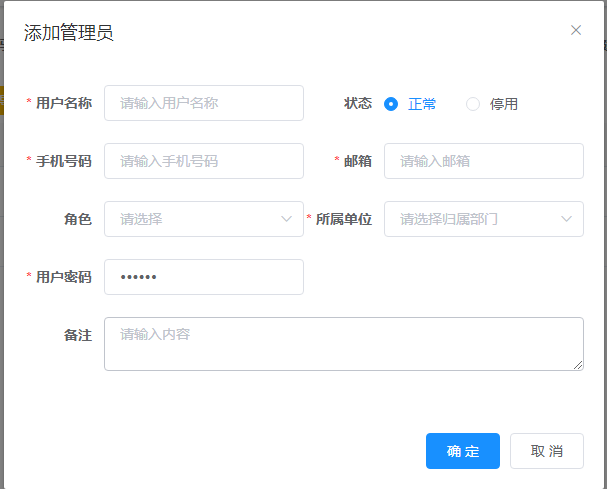 添加管理员
* 用户名称 请输入用户名称 状态 正常 停用
* 手机号码 请输入手机号码 * 邮箱 请输入邮箱
角色 请选择 * 所属单位 请选择归属部门
* 用户密码 ••••••
备注 请输入内容
确 定 取 消